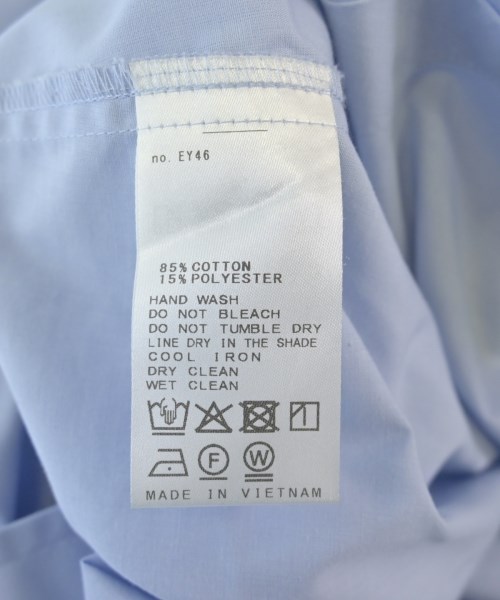 no. EY46
85% COTTON
15% POLYESTER
HAND WASH
DO NOT BLEACH
DO NOT TUMBLE DRY
LINE DRY IN THE SHADE
COOL IRON
DRY CLEAN
WET CLEAN
F W
MADE IN VIETNAM